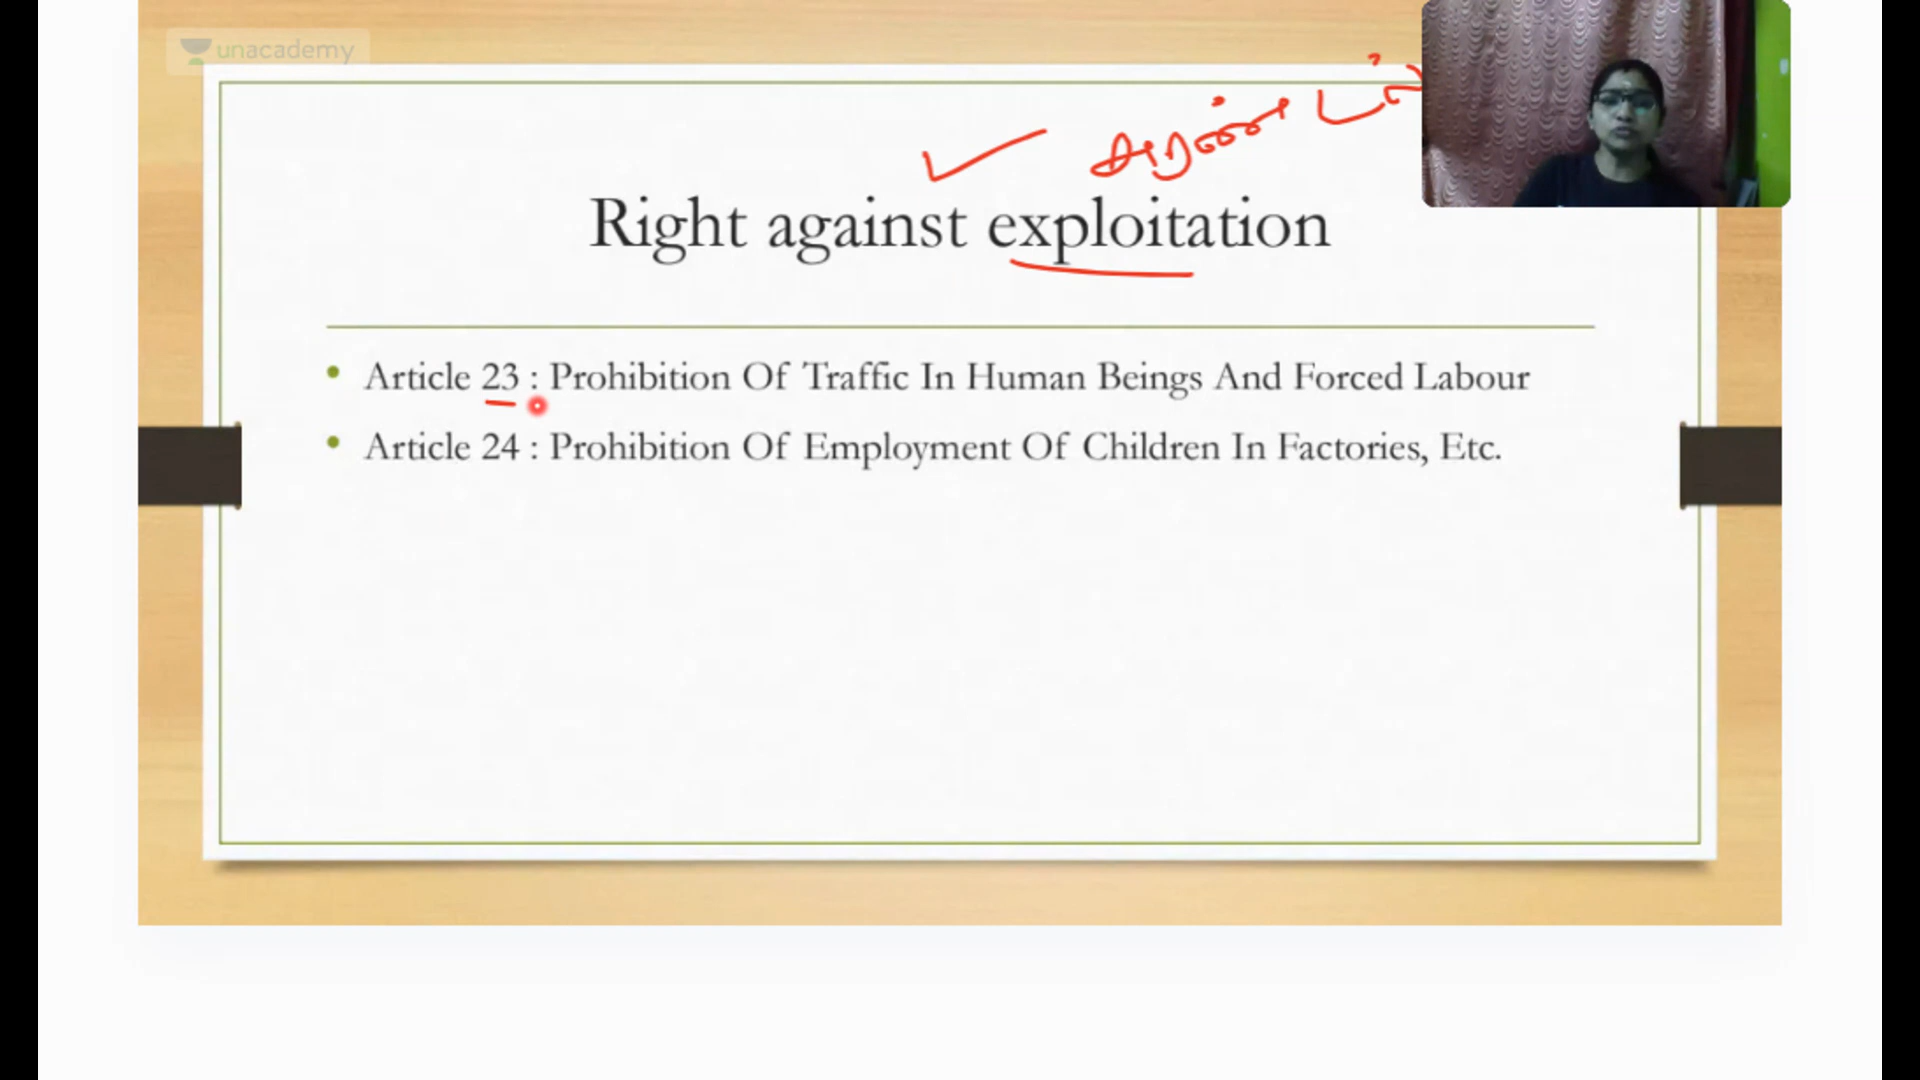 unacademy
Right against exploitation
• Article 23 : Prohibition Of Traffic In Human Beings And Forced Labour
• Article 24 : Prohibition Of Employment Of Children In Factories, Etc.